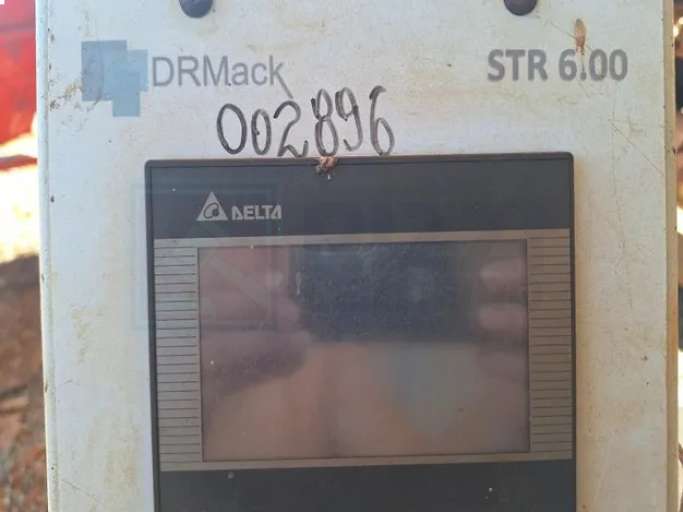 DRMack
STR 6.00
002896
DELTA